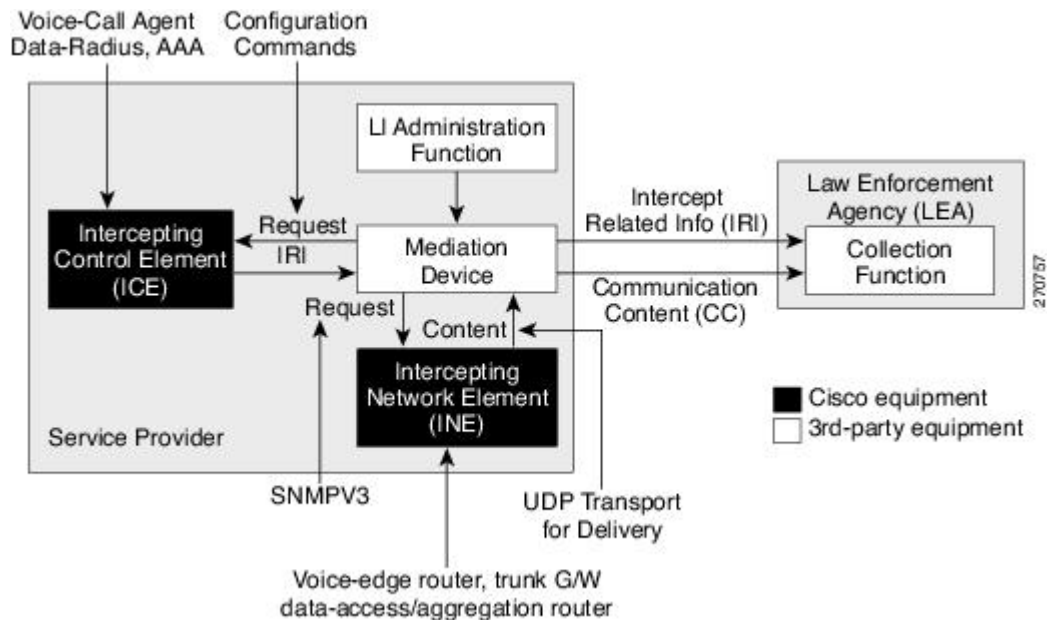 Voice-Call Agent
Data-Radius, AAA
Configuration
Commands
LI Administration
Function
Law Enforcement
Agency (LEA)
Collection
Function
Intercept
Related Info (IRI)
Communication
Content (CC)
Request
IRI
Intercepting
Control Element
(ICE)
Mediation
Device
Request
Content
Intercepting
Network Element
(INE)
Service Provider
Cisco equipment
3rd-party equipment
270757
SNMPV3
UDP Transport
for Delivery
Voice-edge router, trunk G/W
data-access/aggregation router